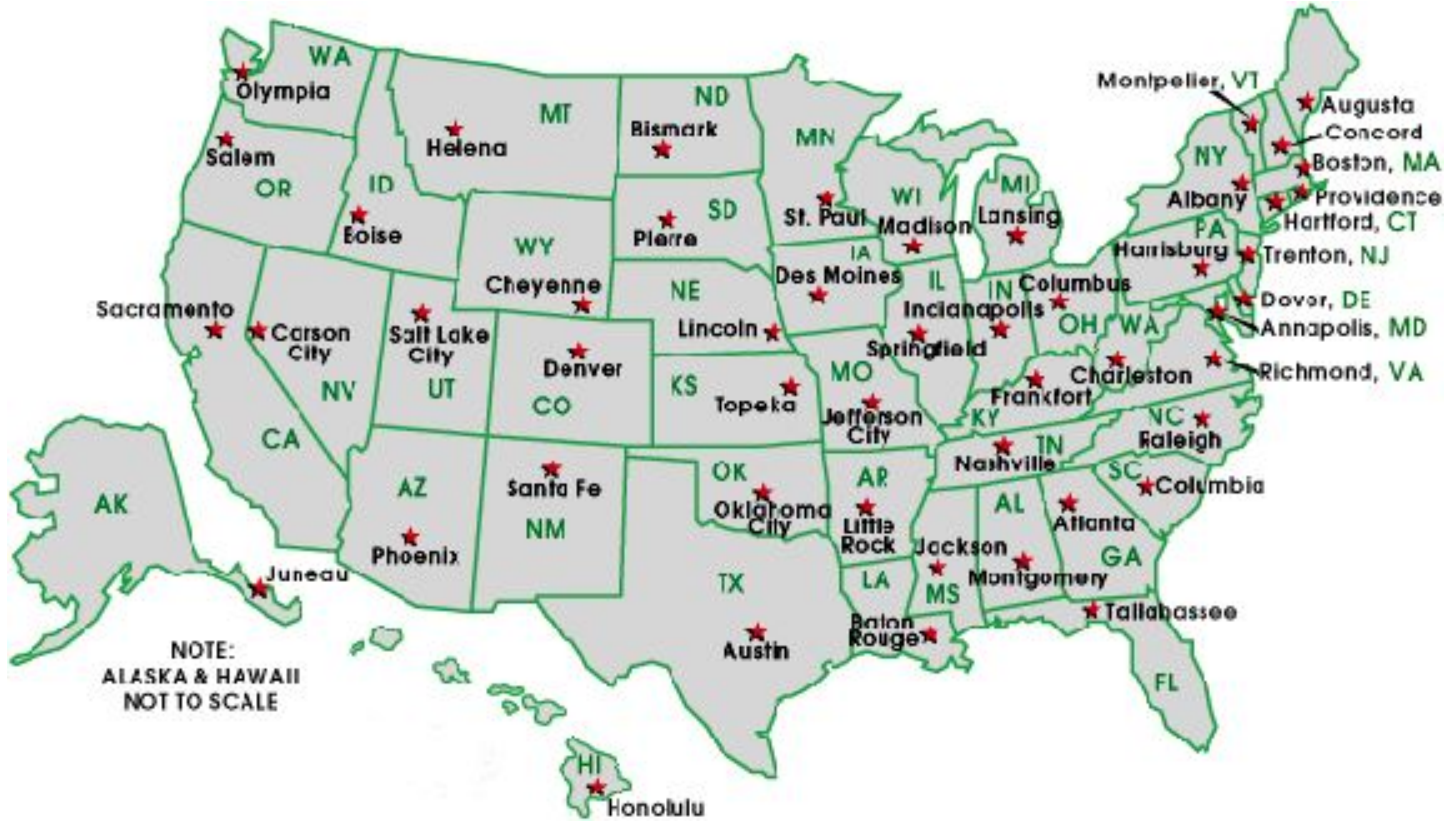 WA
Olympia
Salem
OR
ID
Boise
MT
Helena
ND
Bismark
SD
Pierre
MN
St. Paul
WI
Madison
MI
Lansing
Montpelier, VT
Augusta
Concord
Boston, MA
Providence
Hartford, CT
NY
Albany
PA
Harrisburg
Trenton, NJ
Dover, DE
Annapolis, MD
Richmond, VA
WY
Cheyenne
NE
Lincoln
IA
Des Moines
IL
Springfield
IN
Indianapolis
Columbus
OH
WA
Charleston
Sacramento
Carson
City
NV
CA
Salt Lake
City
UT
Denver
CO
KS
Topeka
MO
Jefferson
City
KY
Frankfort
TN
Nashville
NC
Raleigh
SC
Columbia
AZ
Phoenix
Santa Fe
NM
OK
Oklahoma
City
AR
Little
Rock
TX
Austin
LA
Baton
Rouge
Jackson
MS
AL
Montgomery
Atlanta
GA
Tallahassee
FL
AK
Juneau
NOTE:
ALASKA & HAWAII
NOT TO SCALE
HI
Honolulu